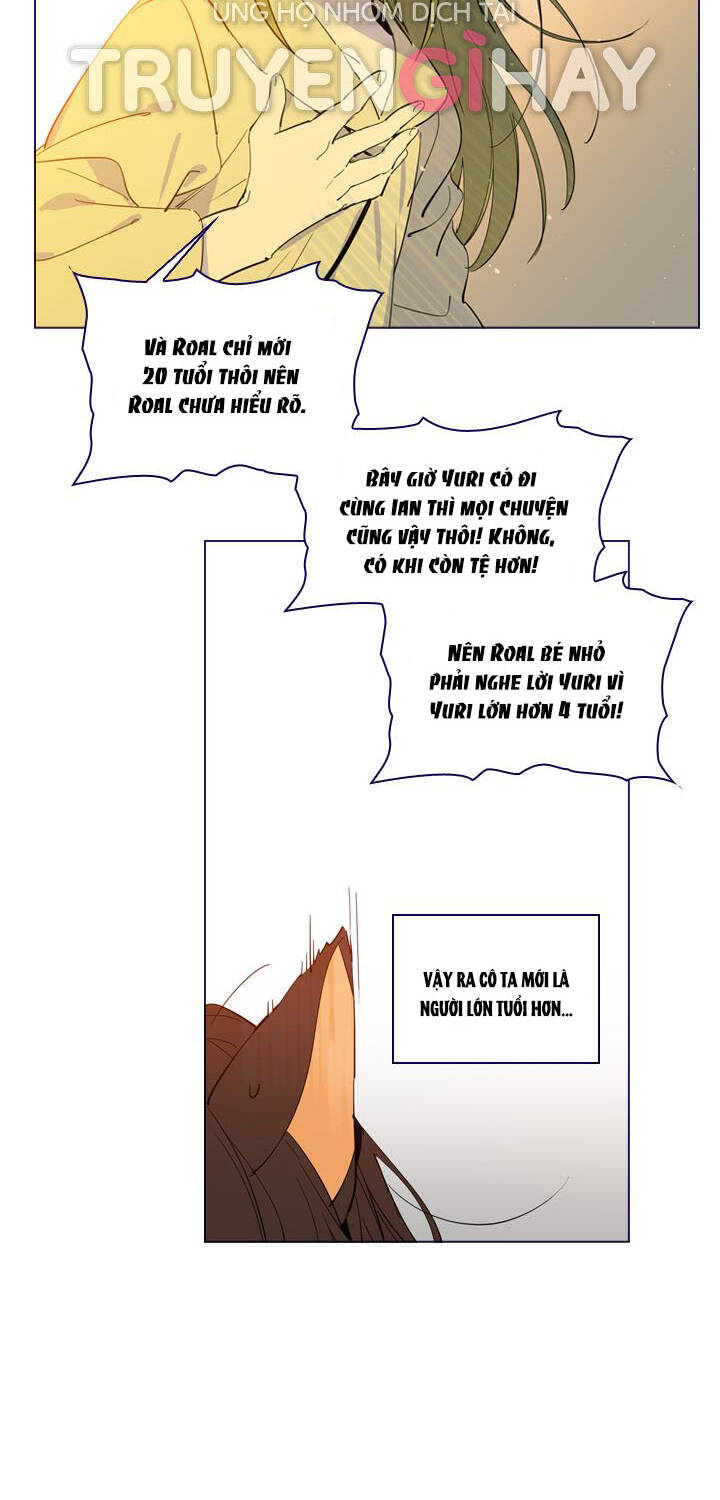 ỦNG HỘ NHÓM DỊCH TẠI
TRUYENGIHAY
VÀ ROAL CHỈ MỚI
20 TUỔI THÔI NÊN
ROAL CHƯA HIỂU RÕ.
BÂY GIỜ YURI CÓ ĐI
CÙNG IAN THÌ MỌI CHUYỆN
CŨNG VẬY THÔI! KHÔNG,
CÓ KHI CÒN TỆ HƠN!
NÊN ROAL BÉ NHỎ
PHẢI NGHE LỜI YURI VÌ
YURI LỚN HƠN 4 TUỔI!
VẬY RA CÔ TA MỚI LÀ
NGƯỜI LỚN TUỔI HƠN...